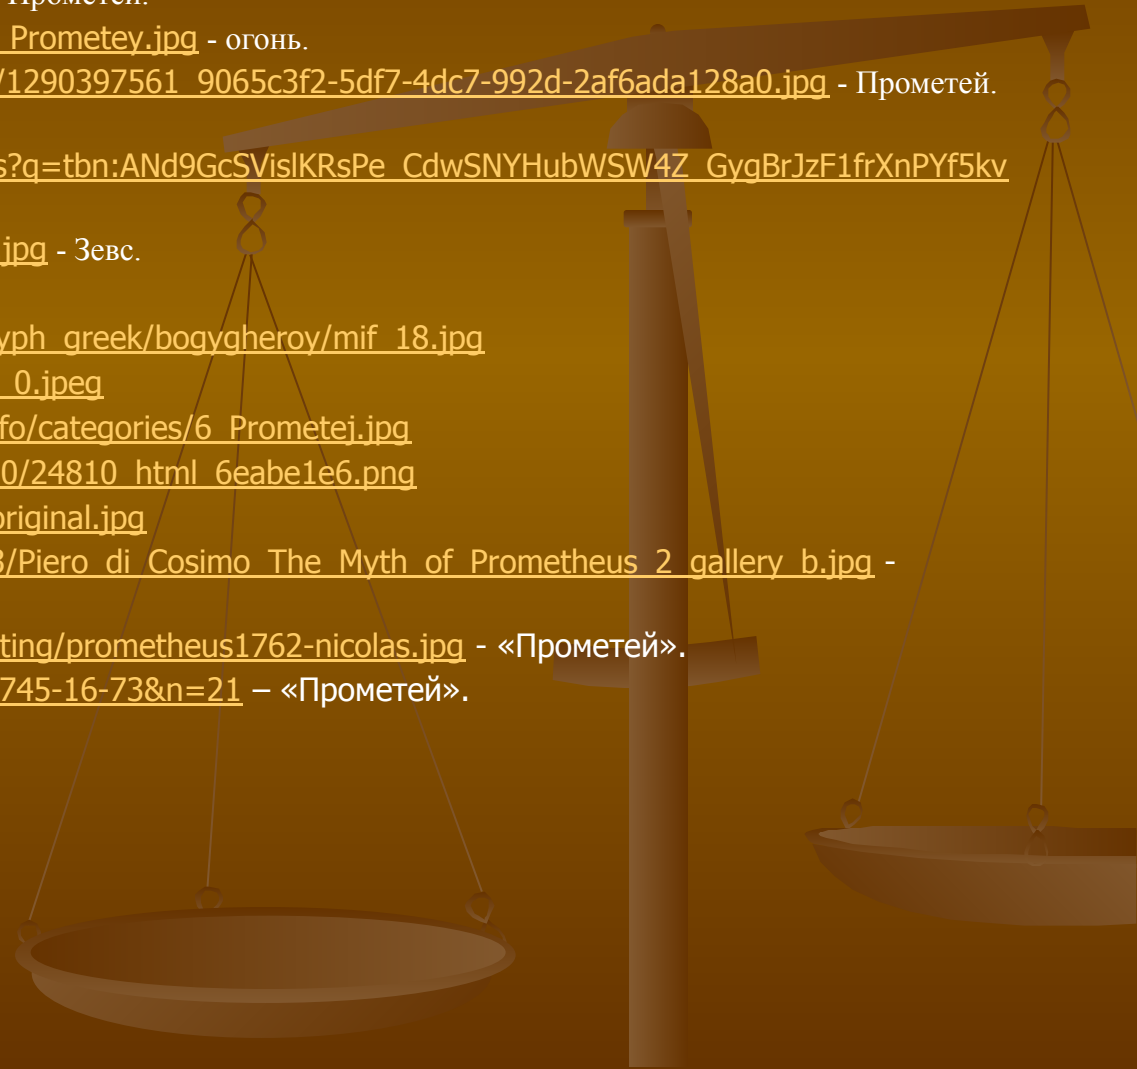 Прометей.
Prometey.jpg - огонь.
/1290397561_9065c3f2-5df7-4dc7-992d-2af6ada128a0.jpg - Прометей.
s?q=tbn:ANd9GcSVislKRsPe_CdwSNYHubWSW4Z_GygBrJzF1frXnPYf5kv
.jpg - Зевс.
yph_greek/bogygheroy/mif_18.jpg
_0.jpeg
fo/categories/6_Prometej.jpg
0/24810_html_6eabe1e6.png
original.jpg
3/Piero_di_Cosimo_The_Myth_of_Prometheus_2_gallery_b.jpg -
ting/prometheus1762-nicolas.jpg - «Прометей».
745-16-73&n=21 – «Прометей».